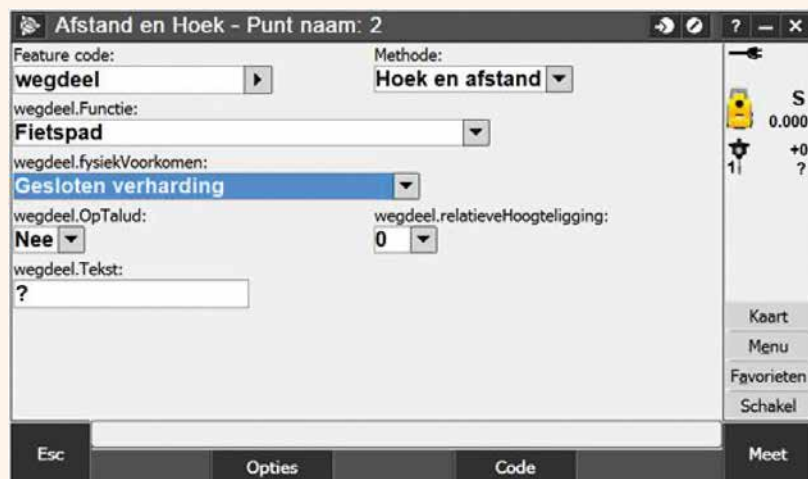 Afstand en Hoek - Punt naam: 2
? – ×
Feature code:
Methode:
wegdeel
Hoek en afstand
wegdeel.Functie:
Fietspad
S
0.000
wegdeel.fysiekVoorkomen:
Gesloten verharding
+0
1
?
wegdeel.OpTalud:
wegdeel.relatieveHoogteligging:
Nee
0
wegdeel.Tekst:
?
Kaart
Menu
Favorieten
Schakel
Esc
Opties
Code
Meet